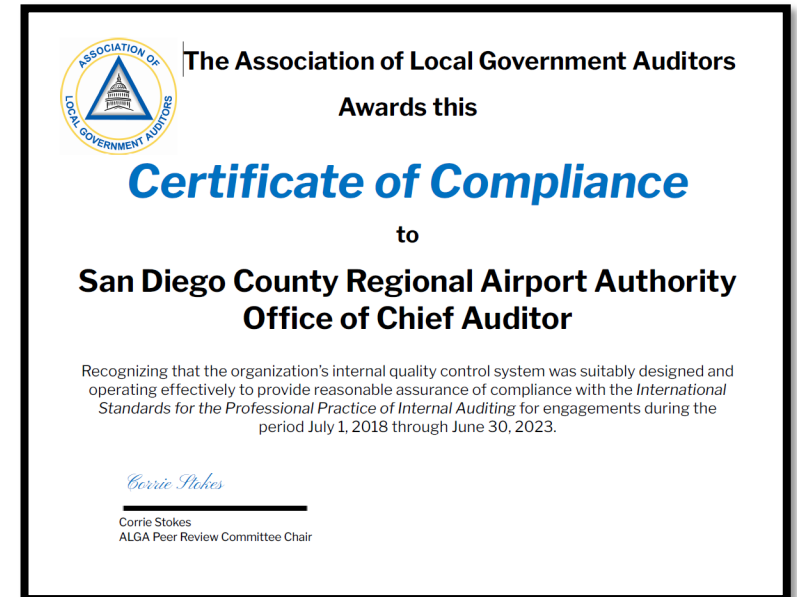 ASSOCIATION OF
LOCAL GOVERNMENT AUDITORS
The Association of Local Government Auditors
Awards this
Certificate of Compliance
to
San Diego County Regional Airport Authority
Office of Chief Auditor
Recognizing that the organization's internal quality control system was suitably designed and
operating effectively to provide reasonable assurance of compliance with the International
Standards for the Professional Practice of Internal Auditing for engagements during the
period July 1, 2018 through June 30, 2023.
Corrie Stokes
Corrie Stokes
ALGA Peer Review Committee Chair